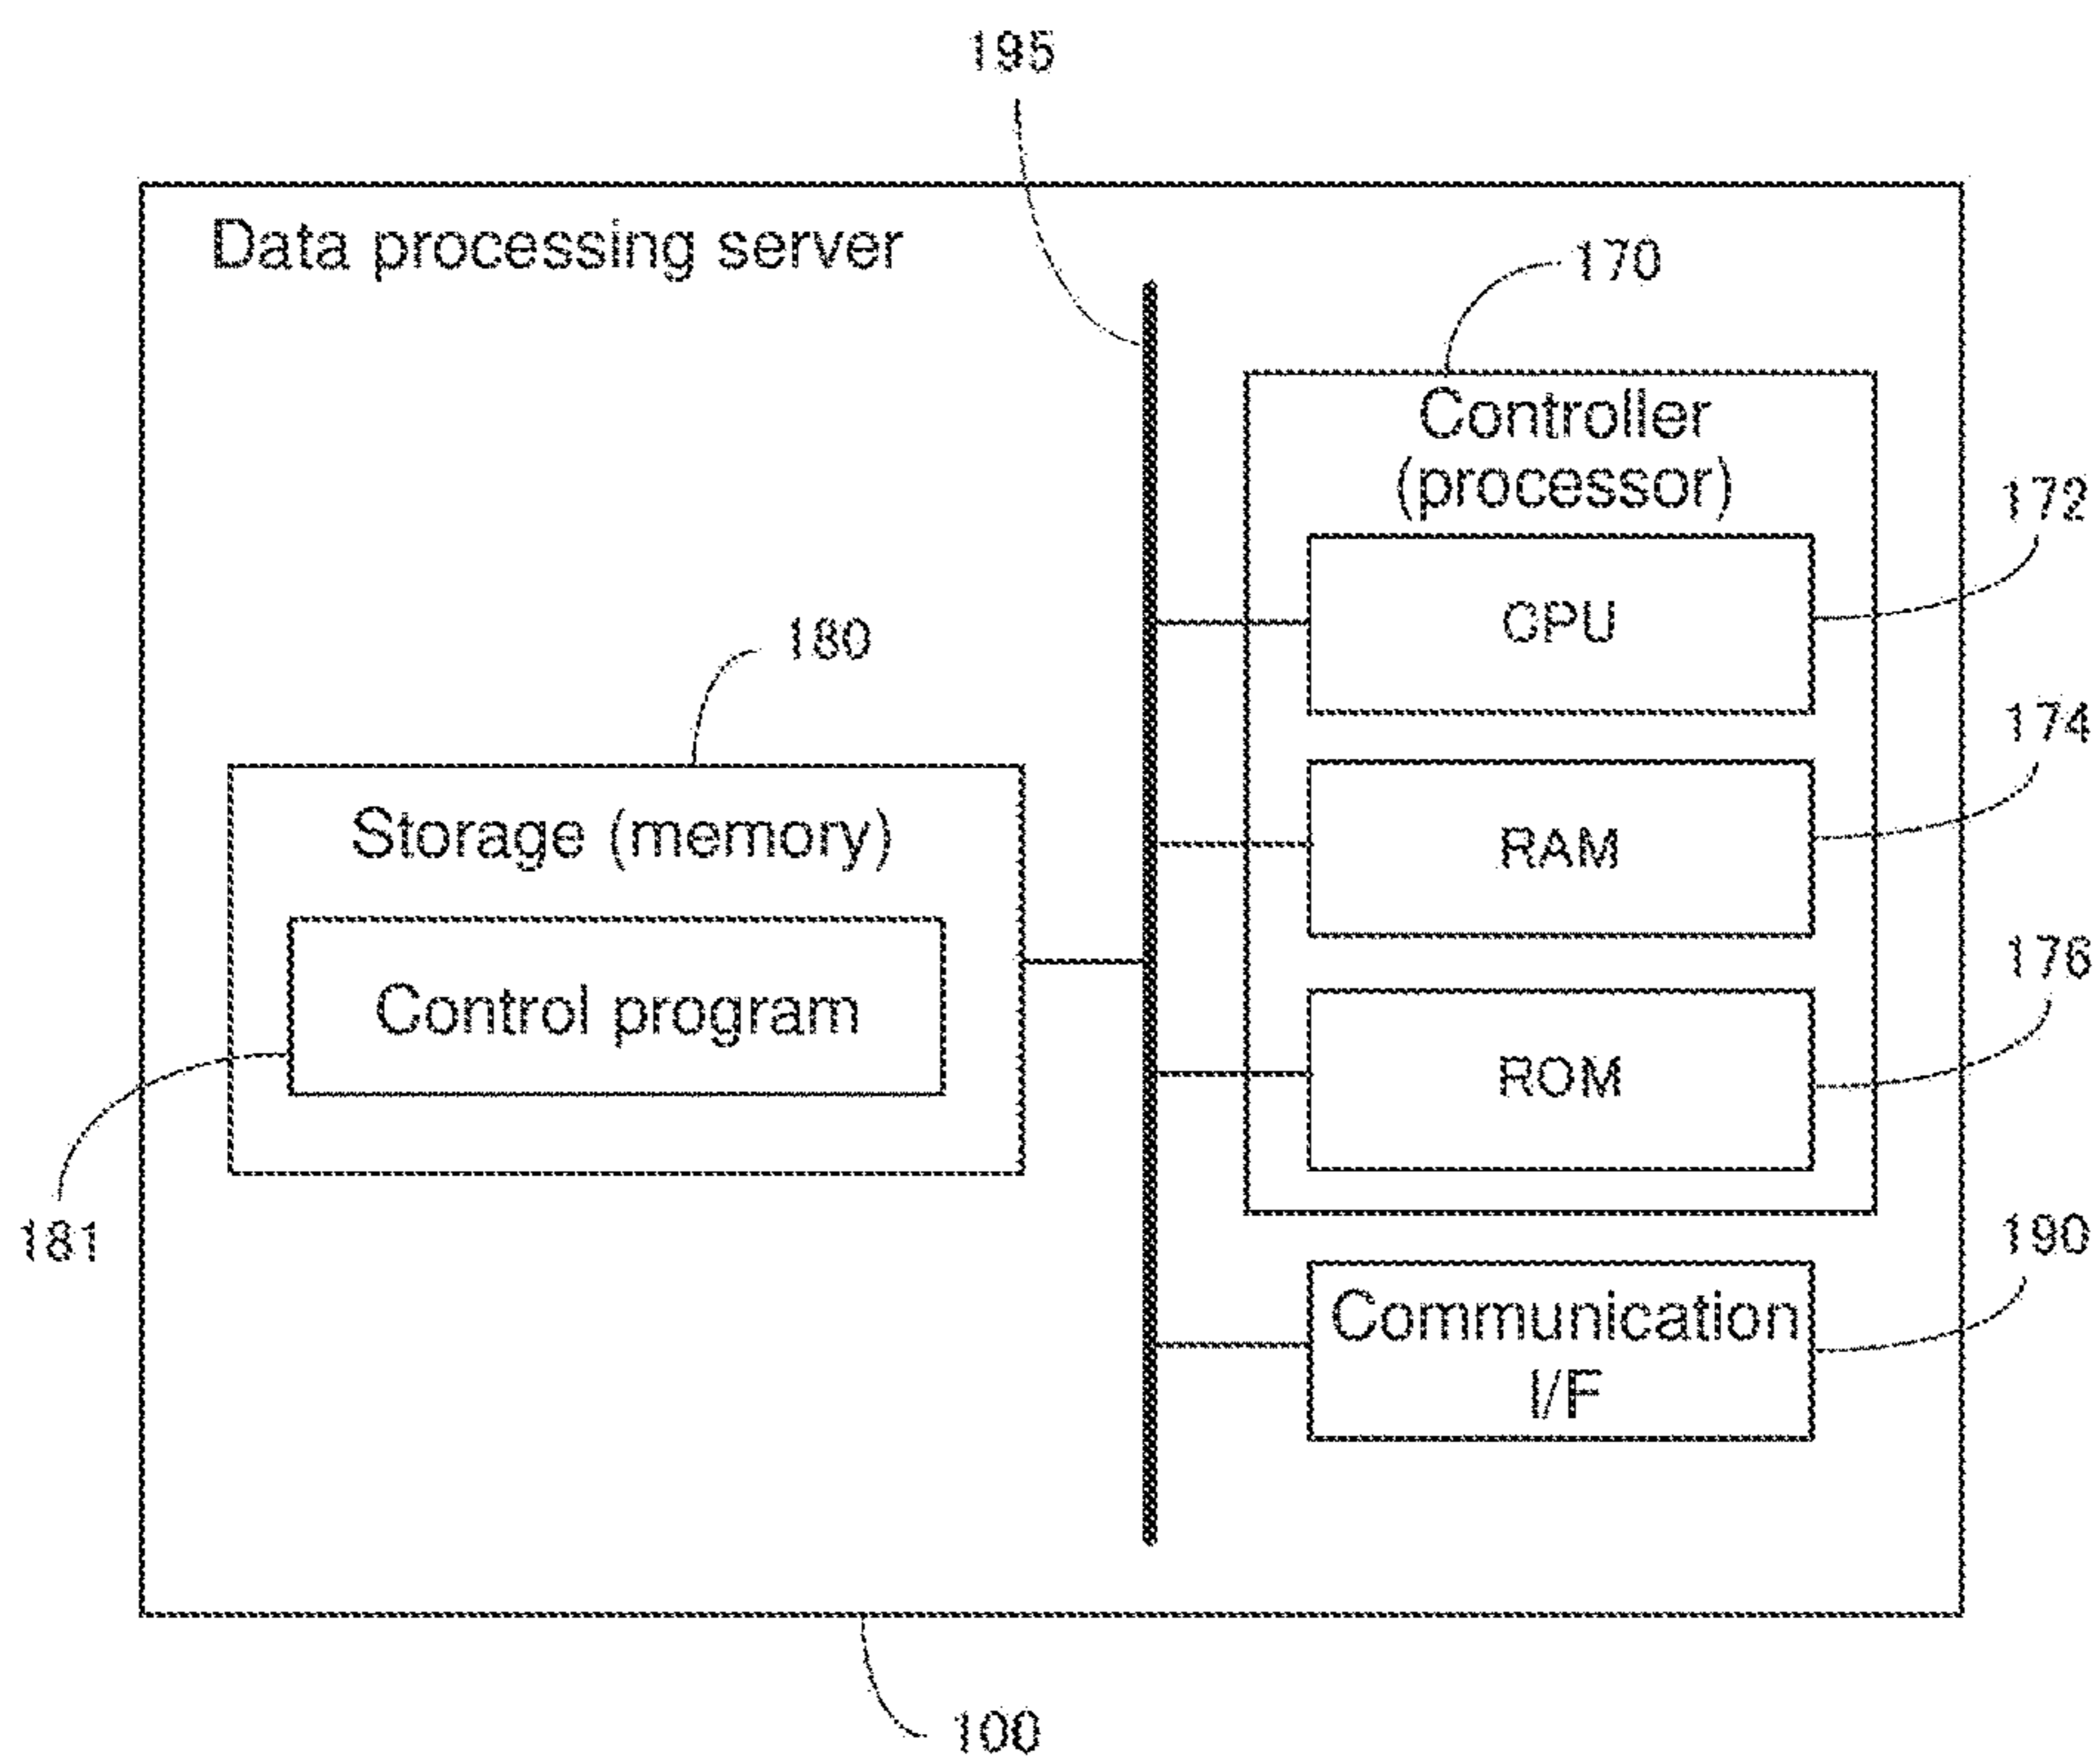 195
Data processing server
170
Controller
(processor)
172
CPU
180
174
Storage (memory)
RAM
176
Control program
ROM
181
190
Communication
I/F
100